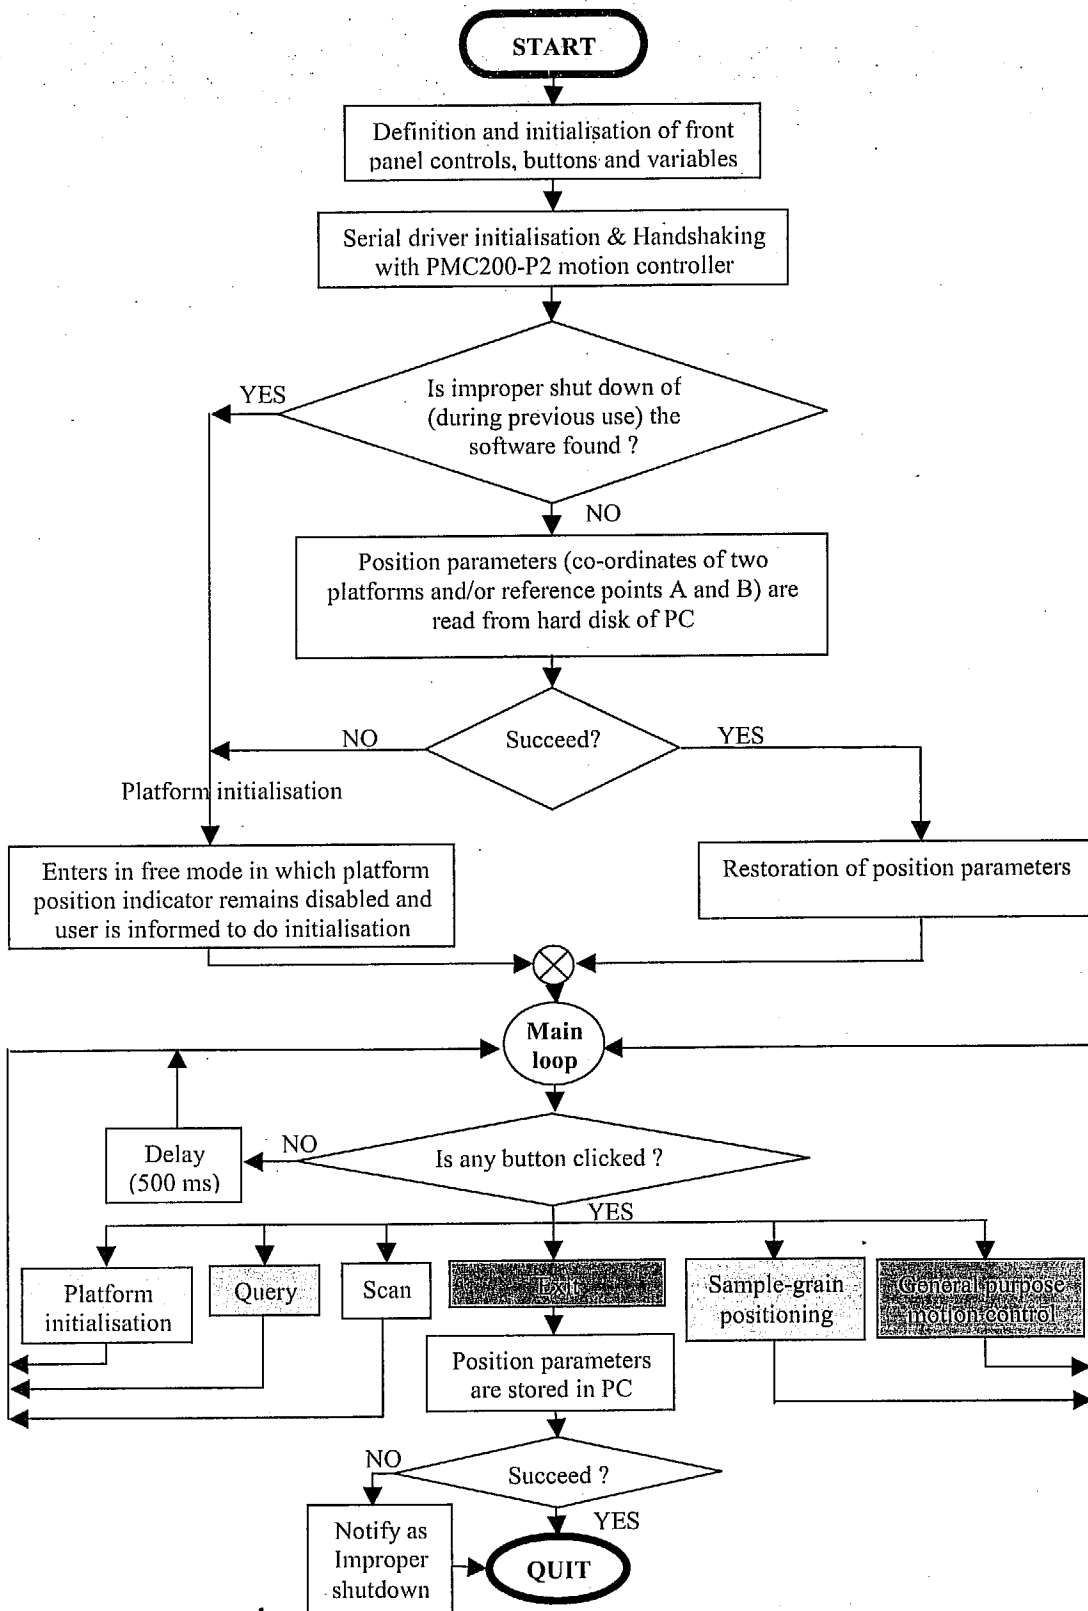 START
Definition and initialisation of front
panel controls, buttons and variables
Serial driver initialisation & Handshaking
with PMC200-P2 motion controller
YES
Is improper shut down of
(during previous use) the
software found ?
NO
Position parameters (co-ordinates of two
platforms and/or reference points A and B) are
read from hard disk of PC
NO
Succeed?
YES
Platform initialisation
Enters in free mode in which platform
position indicator remains disabled and
user is informed to do initialisation
Restoration of position parameters
Main
loop
Delay
(500 ms)
NO
Is any button clicked ?
YES
Platform
initialisation
Query
Scan
Exit
Sample-grain
positioning
General purpose
motion control
Position parameters
are stored in PC
NO
Succeed ?
YES
Notify as
Improper
shutdown
QUIT